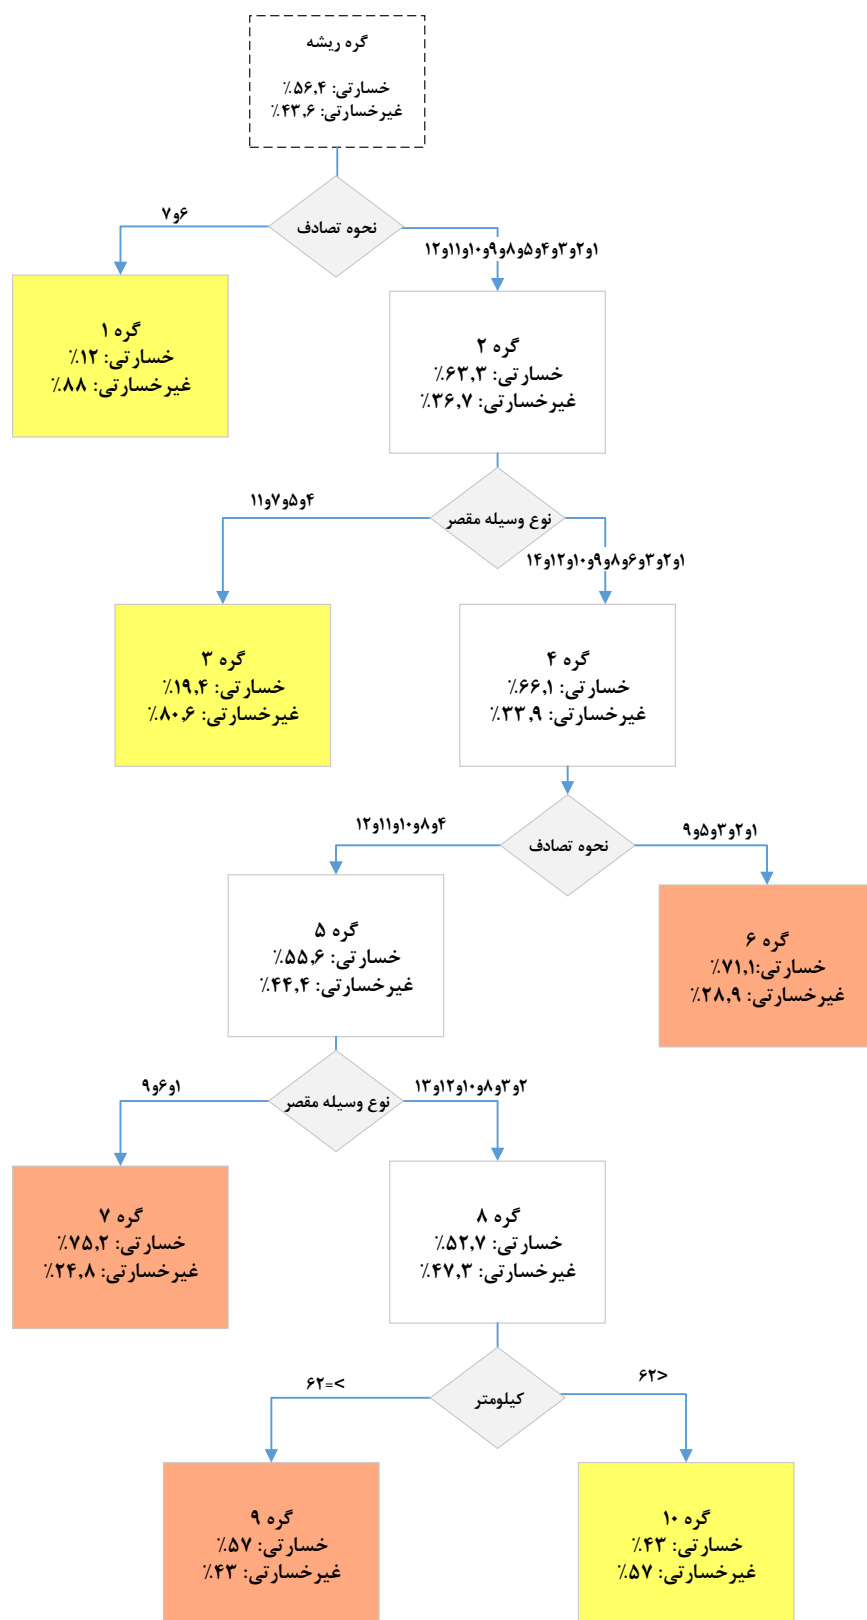 گره ریشه
خسارتی: ۵۶,۴٪
غیرخسارتی: ۴۳,۶٪
نحوه تصادف
۶و۷
۱و۲و۳و۴و۵و۸و۹و۱۰و۱۱و۱۲
گره ۱
خسارتی: ۱۲٪
غیرخسارتی: ۸۸٪
گره ۲
خسارتی: ۶۳,۳٪
غیرخسارتی: ۳۶,۷٪
نوع وسیله مقصر
۴و۵و۷و۱۱
۱و۲و۳و۶و۸و۹و۱۰و۱۲و۱۴
گره ۳
خسارتی: ۱۹,۴٪
غیرخسارتی: ۸۰,۶٪
گره ۴
خسارتی: ۶۶,۱٪
غیرخسارتی: ۳۳,۹٪
نحوه تصادف
۴و۸و۱۰و۱۱و۱۲
۱و۲و۳و۵و۹
گره ۵
خسارتی: ۵۵,۶٪
غیرخسارتی: ۴۴,۴٪
گره ۶
خسارتی:۷۱,۱٪
غیرخسارتی: ۲۸,۹٪
نوع وسیله مقصر
۱و۶و۹
۲و۳و۸و۱۰و۱۲و۱۳
گره ۷
خسارتی: ۷۵,۲٪
غیرخسارتی: ۲۴,۸٪
گره ۸
خسارتی: ۵۲,۷٪
غیرخسارتی: ۴۷,۳٪
کیلومتر
۶۲=>
۶۲<
گره ۹
خسارتی: ۵۷٪
غیرخسارتی: ۴۳٪
گره ۱۰
خسارتی: ۴۳٪
غیرخسارتی: ۵۷٪